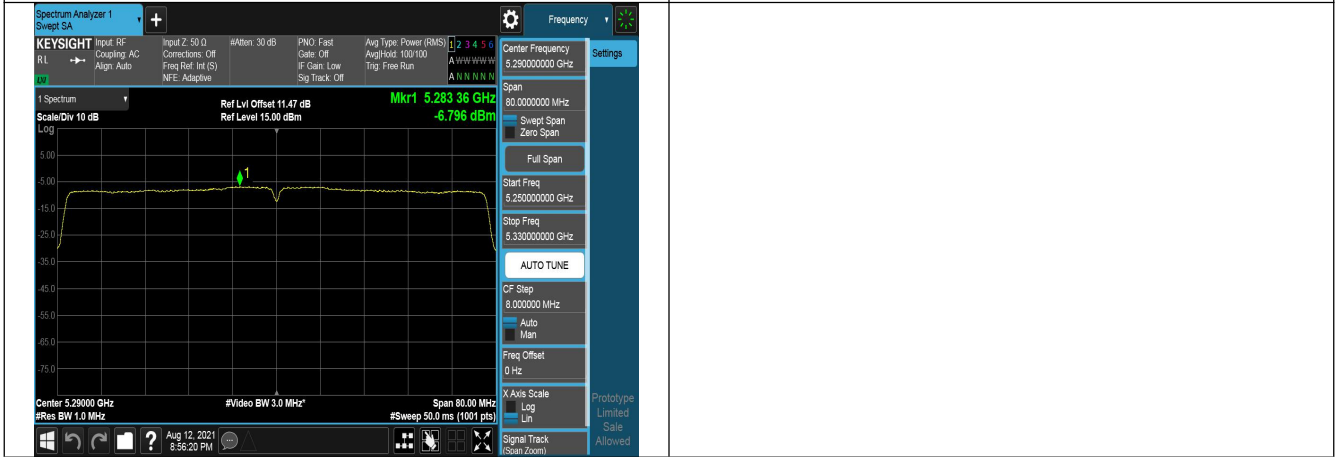 Spectrum Analyzer 1
Swept SA
Frequency
KEYSIGHT
RL
Input: RF
Coupling: AC
Align: Auto
Input Z: 50 Ω
Corrections: Off
Freq Ref: Int (S)
NFE: Adaptive
#Atten: 30 dB
PNO: Fast
Gate: Off
IF Gain: Low
Sig Track: Off
Avg Type: Power (RMS)
Avg|Hold: 100/100
Trig: Free Run
1 2 3 4 5 6
A W W W W W
A N N N N N
1 Spectrum
Scale/Div 10 dB
Log
Ref Lvl Offset 11.47 dB
Ref Level 15.00 dBm
Mkr1 5.283 36 GHz
-6.796 dBm
1
5.00
-5.00
-15.0
-25.0
-35.0
-45.0
-55.0
-65.0
-75.0
Center 5.29000 GHz
#Res BW 1.0 MHz
#Video BW 3.0 MHz*
Span 80.00 MHz
#Sweep 50.0 ms (1001 pts)
Aug 12, 2021
8:56:20 PM
Center Frequency
5.290000000 GHz
Settings
Span
80.0000000 MHz
Swept Span
Zero Span
Full Span
Start Freq
5.250000000 GHz
Stop Freq
5.330000000 GHz
AUTO TUNE
CF Step
8.000000 MHz
Auto
Man
Freq Offset
0 Hz
X Axis Scale
Log
Lin
Signal Track
(Span Zoom)
Prototype
Limited
Sale
Allowed